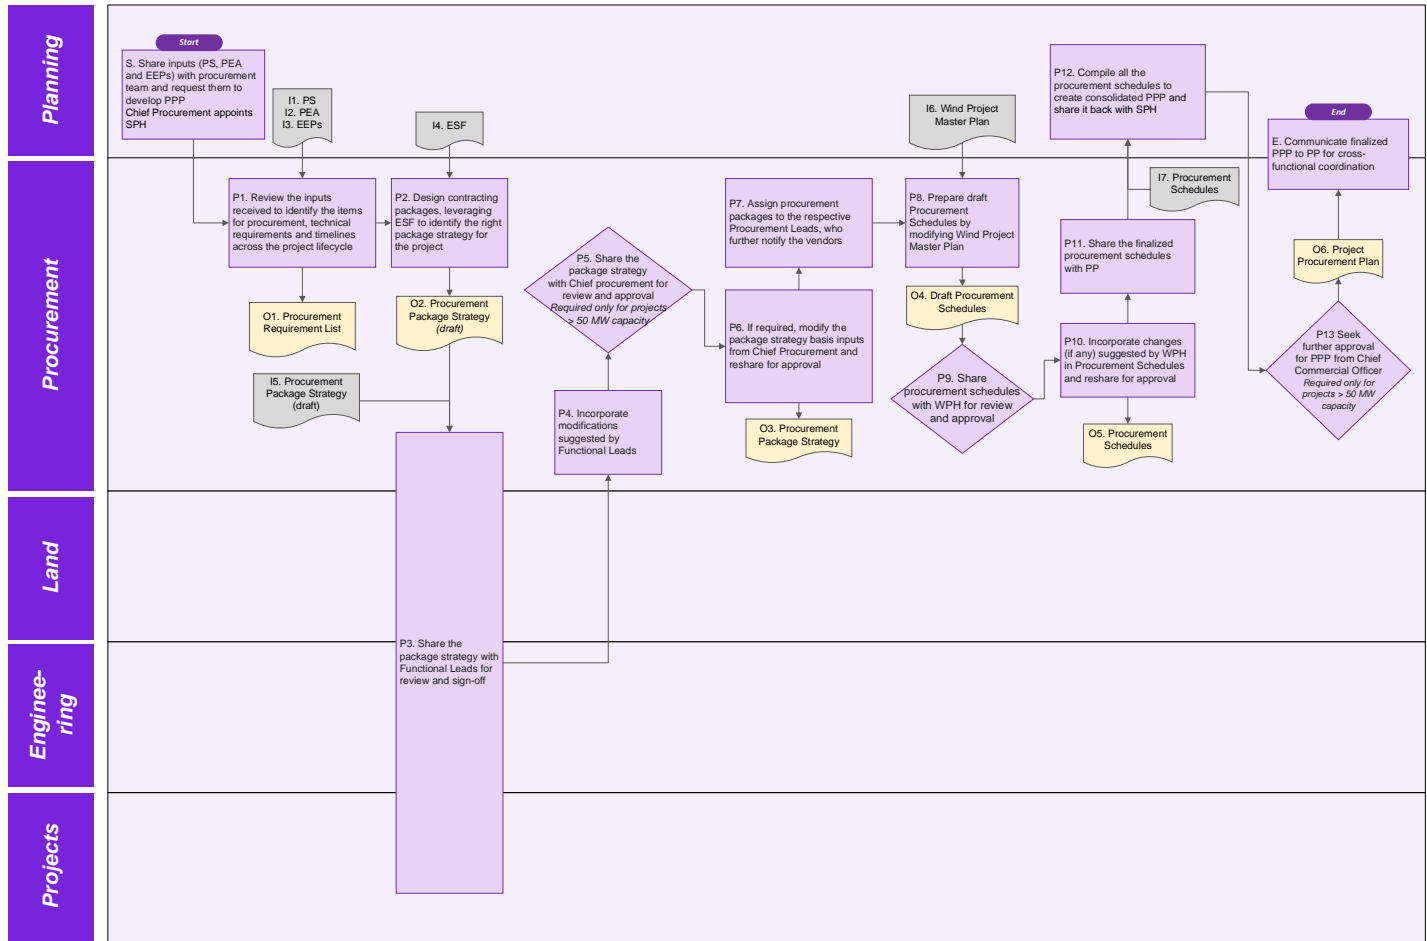 Planning
Start
S. Share inputs (PS, PEA
and EEPs) with procurement
team and request them to
develop PPP
Chief Procurement appoints
SPH
I1. PS
I2. PEA
I3. EEPs
I4. ESF
I6. Wind Project
Master Plan
P12. Compile all the
procurement schedules to
create consolidated PPP and
share it back with SPH
End
E. Communicate finalized
PPP to PP for cross-
functional coordination
Procurement
P1. Review the inputs
received to identify the items
for procurement, technical
requirements and timelines
across the project lifecycle
P2. Design contracting
packages, leveraging
ESF to identify the right
package strategy for
the project
O1. Procurement
Requirement List
O2. Procurement
Package Strategy
(draft)
I5. Procurement
Package Strategy
(draft)
P5. Share the
package strategy
with Chief procurement for
review and approval
Required only for projects
> 50 MW capacity
P4. Incorporate
modifications
suggested by
Functional Leads
P7. Assign procurement
packages to the respective
Procurement Leads, who
further notify the vendors
P6. If required, modify the
package strategy basis inputs
from Chief Procurement and
reshare for approval
O3. Procurement
Package Strategy
P8. Prepare draft
Procurement
Schedules by
modifying Wind Project
Master Plan
O4. Draft Procurement
Schedules
P9. Share
procurement schedules
with WPH for review
and approval
I7. Procurement
Schedules
P11. Share the finalized
procurement schedules
with PP
P10. Incorporate changes
(if any) suggested by WPH
in Procurement Schedules
and reshare for approval
O5. Procurement
Schedules
O6. Project
Procurement Plan
P13 Seek
further approval
for PPP from Chief
Commercial Officer
Required only for
projects > 50 MW
capacity
Land
Enginee-
ring
P3. Share the
package strategy with
Functional Leads for
review and sign-off
Projects